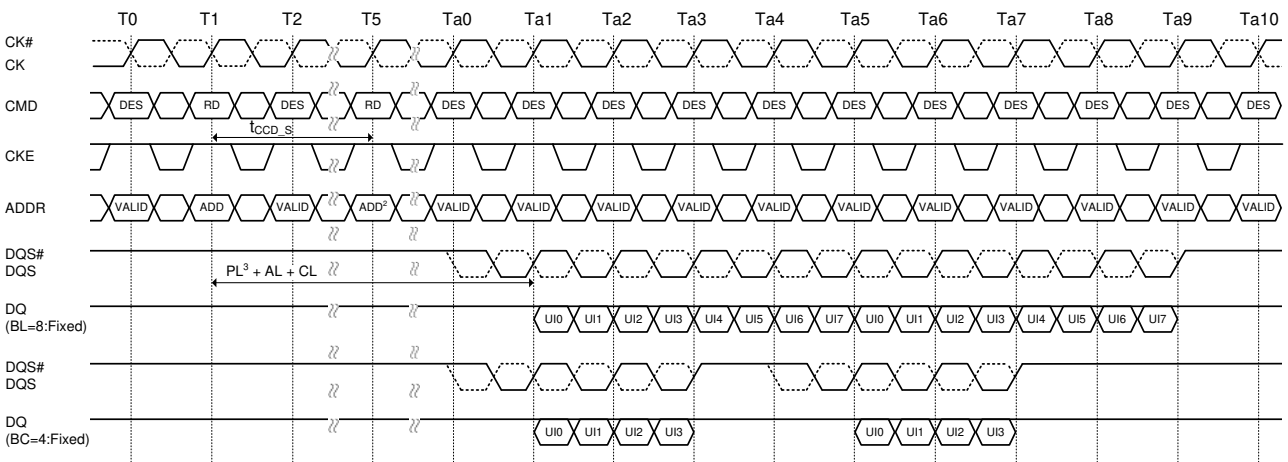 T0 T1 T2 T5 Ta0 Ta1 Ta2 Ta3 Ta4 Ta5 Ta6 Ta7 Ta8 Ta9 Ta10
CK#
CK
CMD DES RD DES RD DES DES DES DES DES DES DES DES DES DES DES
tCCD_S
CKE
ADDR VALID ADD VALID ADD² VALID VALID VALID VALID VALID VALID VALID VALID VALID VALID VALID
DQS#
DQS
PL³ + AL + CL
DQ
(BL=8:Fixed)
UI0 UI1 UI2 UI3 UI4 UI5 UI6 UI7 UI0 UI1 UI2 UI3 UI4 UI5 UI6 UI7
DQS#
DQS
DQ
(BC=4:Fixed)
UI0 UI1 UI2 UI3 UI0 UI1 UI2 UI3